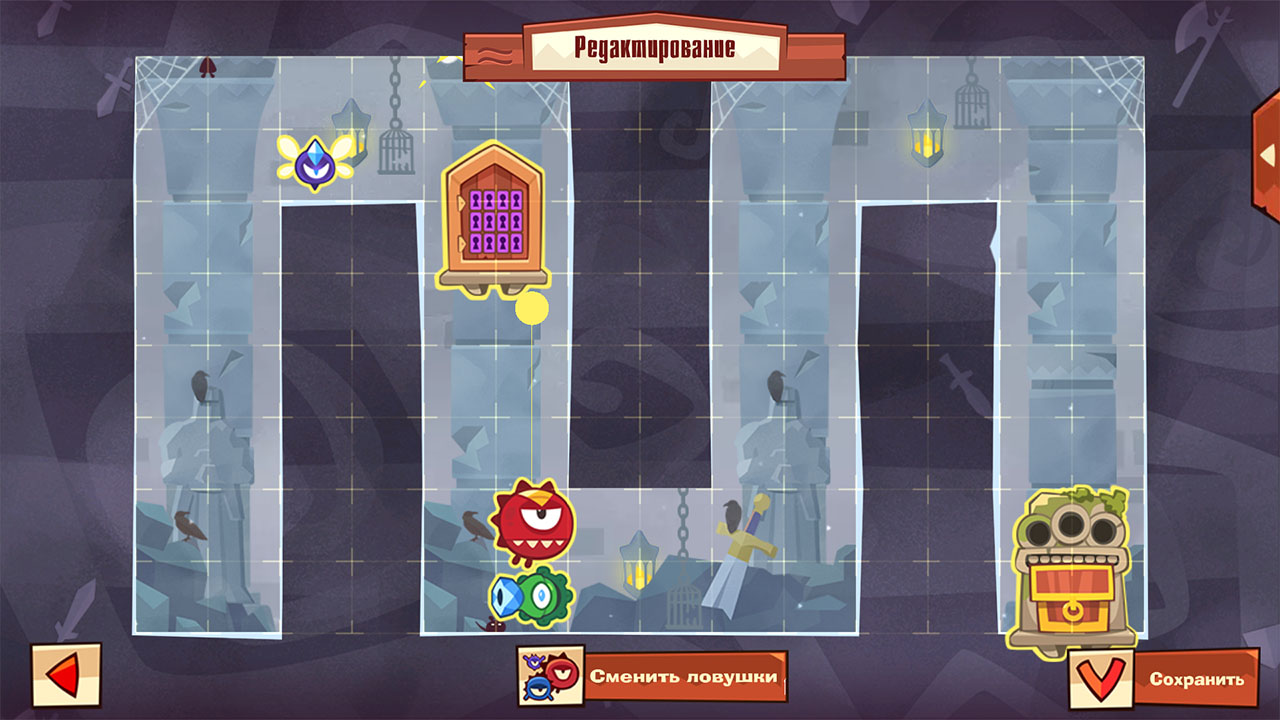 Редактирование
Сменить ловушки
Сохранить